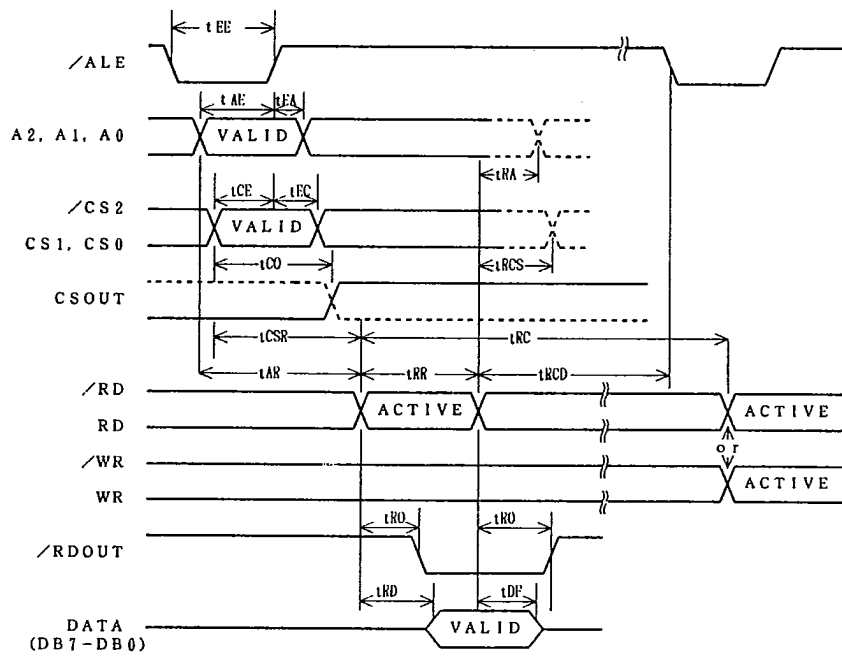 tEE
/ALE
tAE tEA
A2, A1, A0 VALID
tRA
tCE tEC
/CS2
VALID
CS1, CS0
tCO tRCS
CSOUT
tCSR tRC
tAR tRR tRCD
/RD
ACTIVE ACTIVE
RD
or
/WR
ACTIVE
WR
tRO tRO
/RDOUT
tRD tDF
DATA VALID
(DB7-DB0)